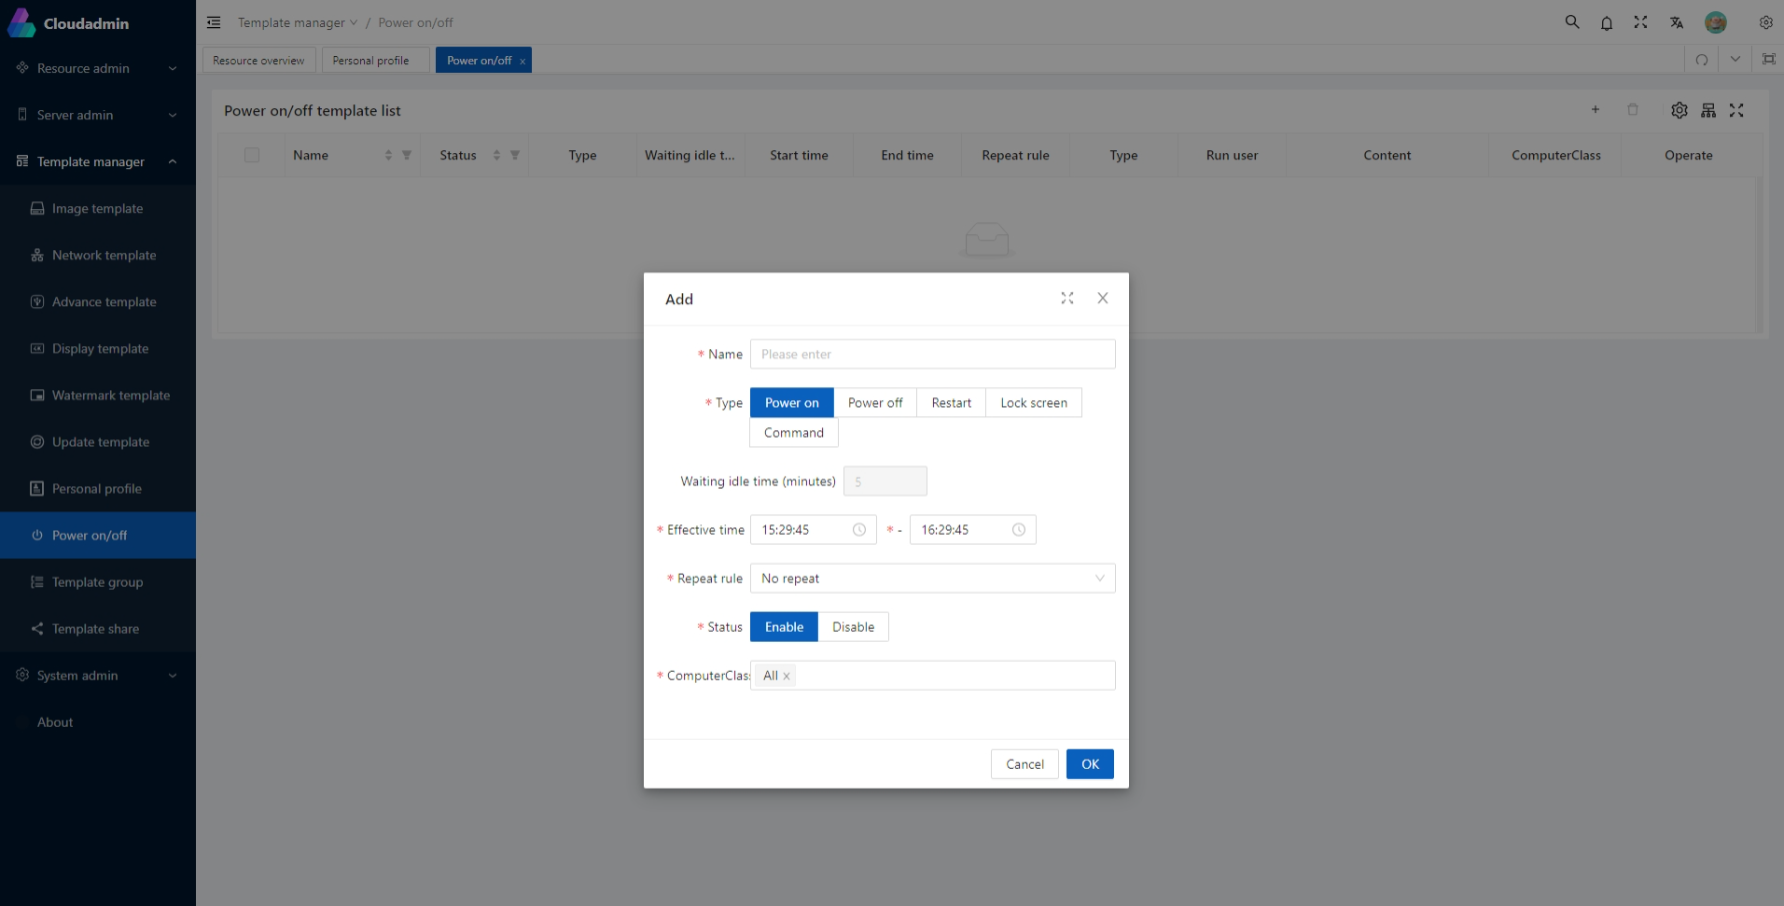 Cloudadmin
Template manager / Power on/off
Resource overview
Personal profile
Power on/off x
Resource admin
Server admin
Template manager
Image template
Network template
Advance template
Display template
Watermark template
Update template
Personal profile
Power on/off
Template group
Template share
System admin
About
Power on/off template list
Name Status Type Waiting idle t... Start time End time Repeat rule Type Run user Content ComputerClass Operate
Add
* Name Please enter
* Type Power on Power off Restart Lock screen
Command
Waiting idle time (minutes) 5
* Effective time 15:29:45 * - 16:29:45
* Repeat rule No repeat
* Status Enable Disable
* ComputerClas All x
Cancel OK